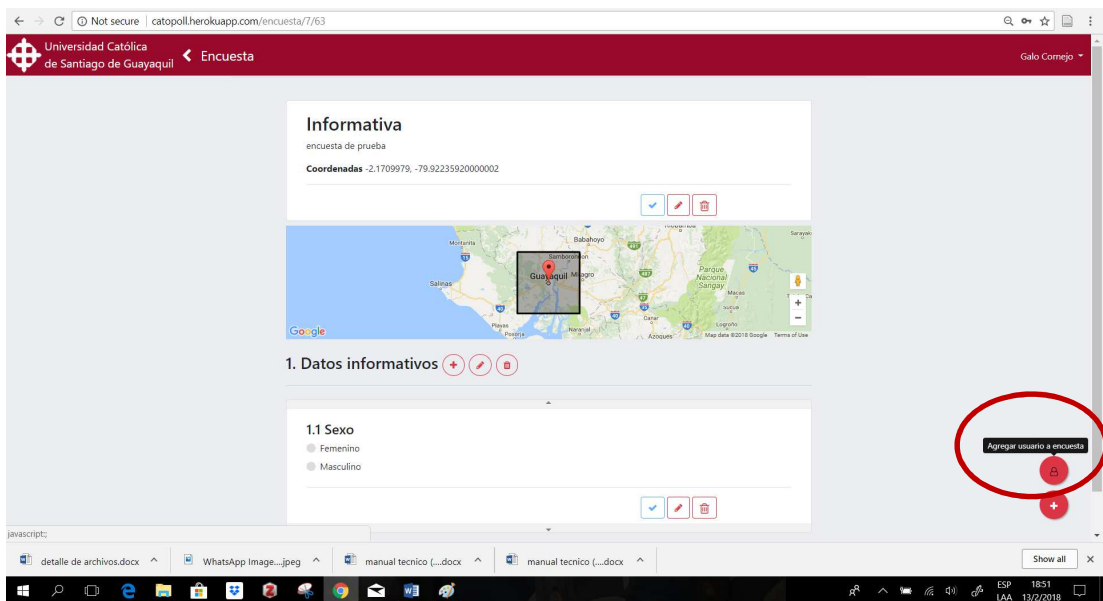 Not secure | catopoll.herokuapp.com/encuesta/7/63
Universidad Católica
de Santiago de Guayaquil
Encuesta
Galo Cornejo
Informativa
encuesta de prueba
Coordenadas -2.1709979, -79.92235920000002
Montanita
Babahoyo
Samborondon
Guayaquil
Milagro
Salinas
Parque
Nacional
Sangay
Macas
Sucua
Playas
Posorja
Naranjal
Canar
Logroño
Azogues
Google
Map data ©2018 Google Terms of Use
1. Datos informativos
1.1 Sexo
Femenino
Masculino
Agregar usuario a encuesta
javascript:;
detalle de archivos.docx
WhatsApp Image....jpeg
manual tecnico (....docx
manual tecnico (....docx
Show all
ESP 18:51
LAA 13/2/2018